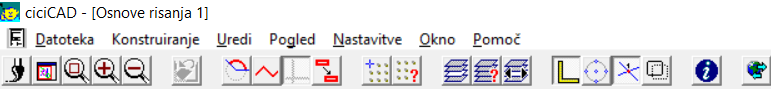 ciciCAD - [Osnove risanja 1]
Datoteka Konstruiranje Uredi Pogled Nastavitve Okno Pomoč